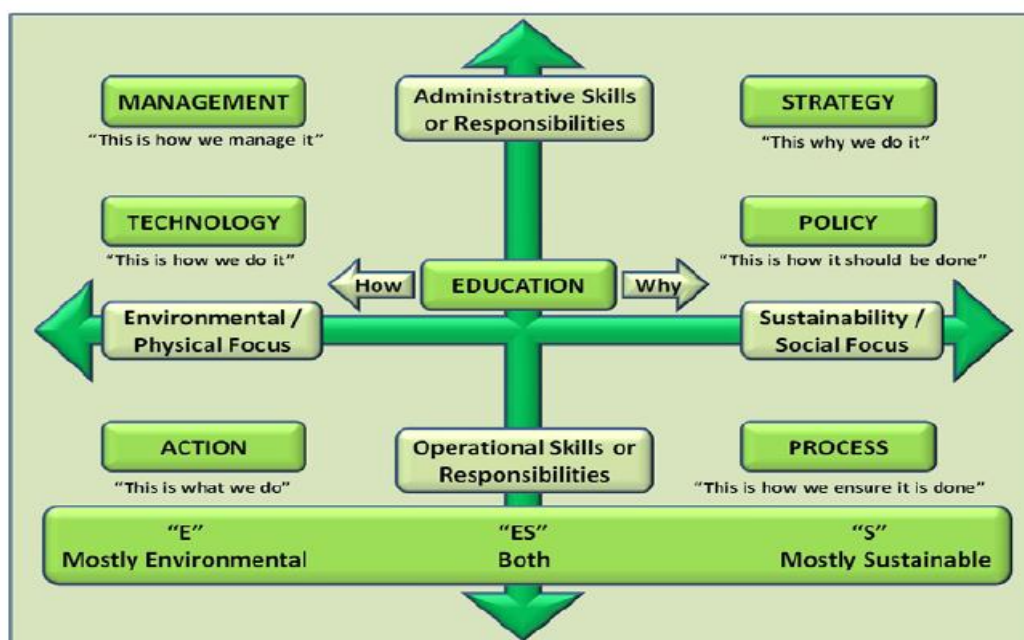 MANAGEMENT
“This is how we manage it”
Administrative Skills
or Responsibilities
STRATEGY
“This why we do it”
TECHNOLOGY
“This is how we do it”
POLICY
“This is how it should be done”
How
EDUCATION
Why
Environmental /
Physical Focus
Sustainability /
Social Focus
ACTION
“This is what we do”
Operational Skills or
Responsibilities
PROCESS
“This is how we ensure it is done”
“E”
Mostly Environmental
“ES”
Both
“S”
Mostly Sustainable